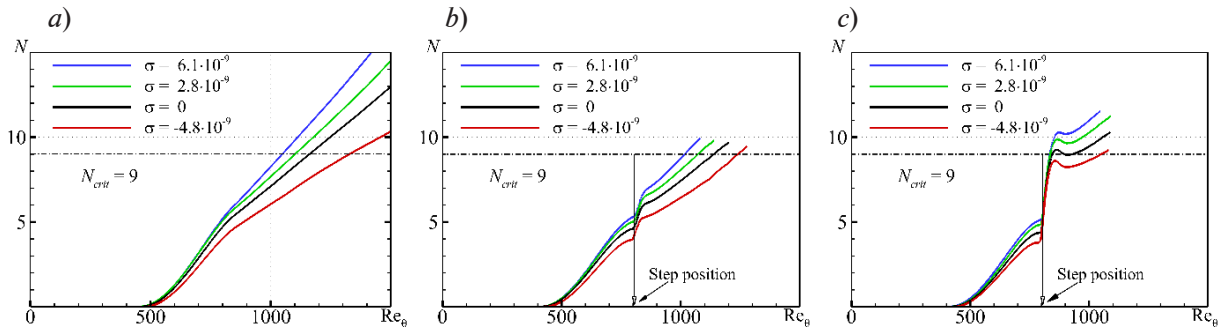 a)
N
σ – 6.1·10⁻⁹
σ = 2.8·10⁻⁹
σ = 0
σ = -4.8·10⁻⁹
10
N_crit = 9
5
0 500 1000 Re_θ
b)
N
σ – 6.1·10⁻⁹
σ = 2.8·10⁻⁹
σ = 0
σ = -4.8·10⁻⁹
10
N_crit = 9
5
Step position
0 500 1000 Re_θ
c)
N
σ – 6.1·10⁻⁹
σ = 2.8·10⁻⁹
σ = 0
σ = -4.8·10⁻⁹
10
N_crit = 9
5
Step position
0 500 1000 Re_θ